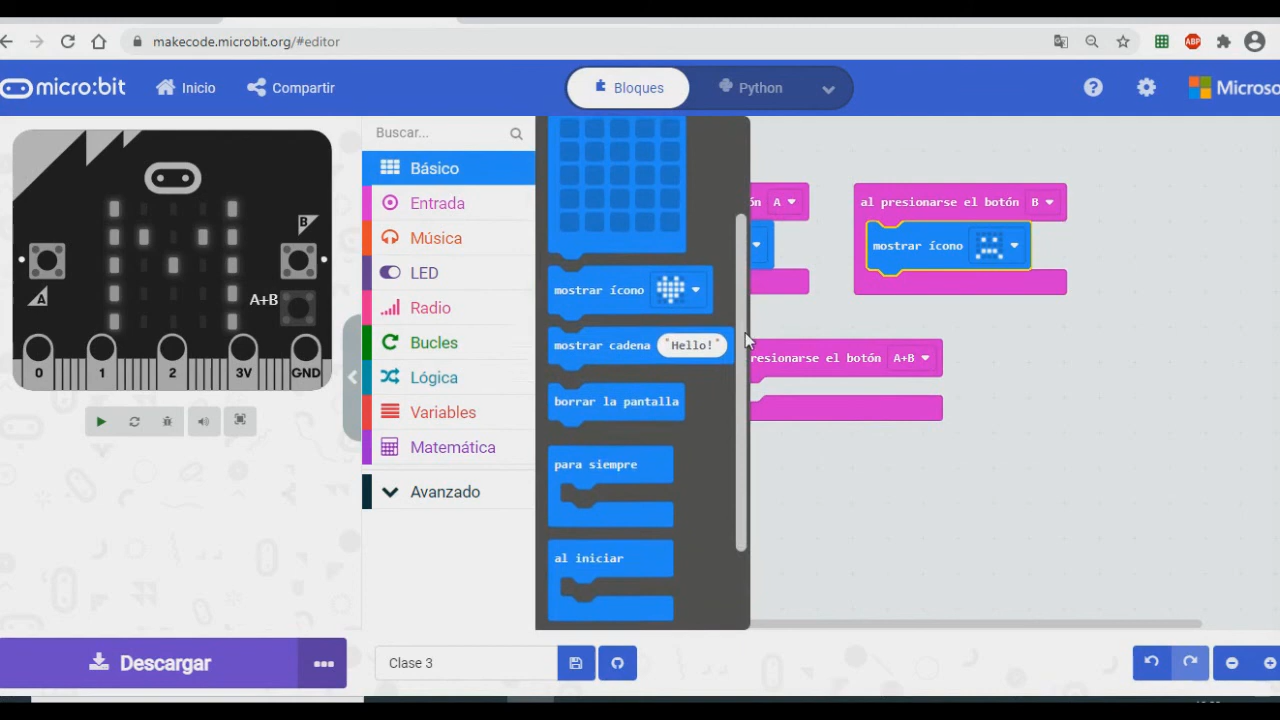 makecode.microbit.org/#editor
ABP
micro:bit
Inicio
Compartir
Bloques
Python
?
Microso
B
A
A+B
0 1 2 3V GND
Descargar
Buscar...
Básico
Entrada
Música
LED
Radio
Bucles
Lógica
Variables
Matemática
Avanzado
mostrar ícono
mostrar cadena "Hello!"
borrar la pantalla
para siempre
al iniciar
ón A
al presionarse el botón B
mostrar ícono
resionarse el botón A+B
Clase 3